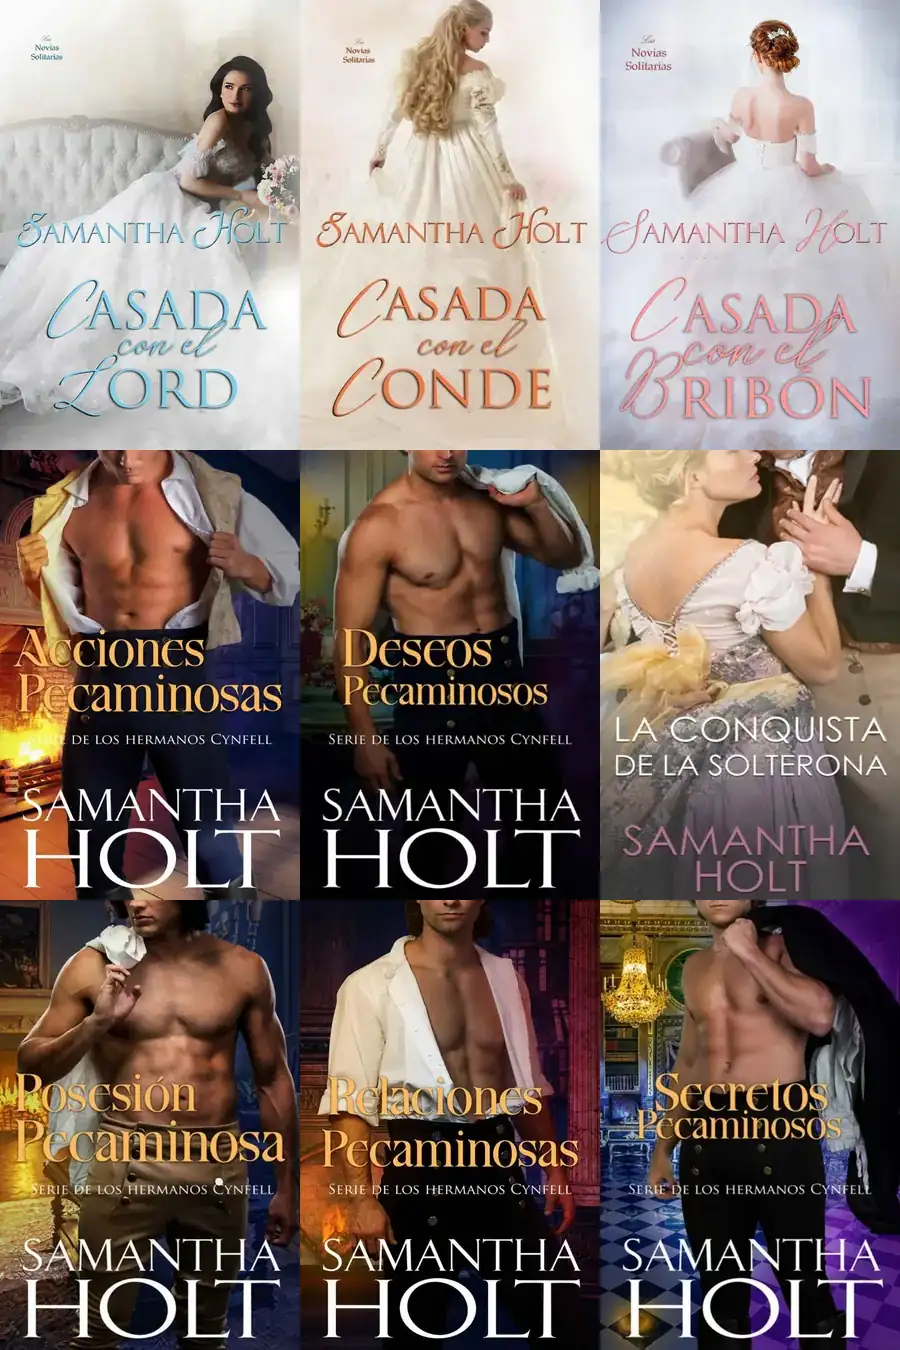 Las
Novias
Solitarias
SAMANTHA HOLT
CASADA
con el
LORD
Las
Novias
Solitarias
SAMANTHA HOLT
CASADA
con el
CONDE
Las
Novias
Solitarias
SAMANTHA HOLT
CASADA
con el
BRIBÓN
Acciones
Pecaminosas
SERIE DE LOS HERMANOS CYNFELL
SAMANTHA
HOLT
Deseos
Pecaminosos
SERIE DE LOS HERMANOS CYNFELL
SAMANTHA
HOLT
LA CONQUISTA
DE LA SOLTERONA
SAMANTHA
HOLT
Posesión
Pecaminosa
SERIE DE LOS HERMANOS CYNFELL
SAMANTHA
HOLT
Relaciones
Pecaminosas
SERIE DE LOS HERMANOS CYNFELL
SAMANTHA
HOLT
Secretos
Pecaminosos
SERIE DE LOS HERMANOS CYNFELL
SAMANTHA
HOLT